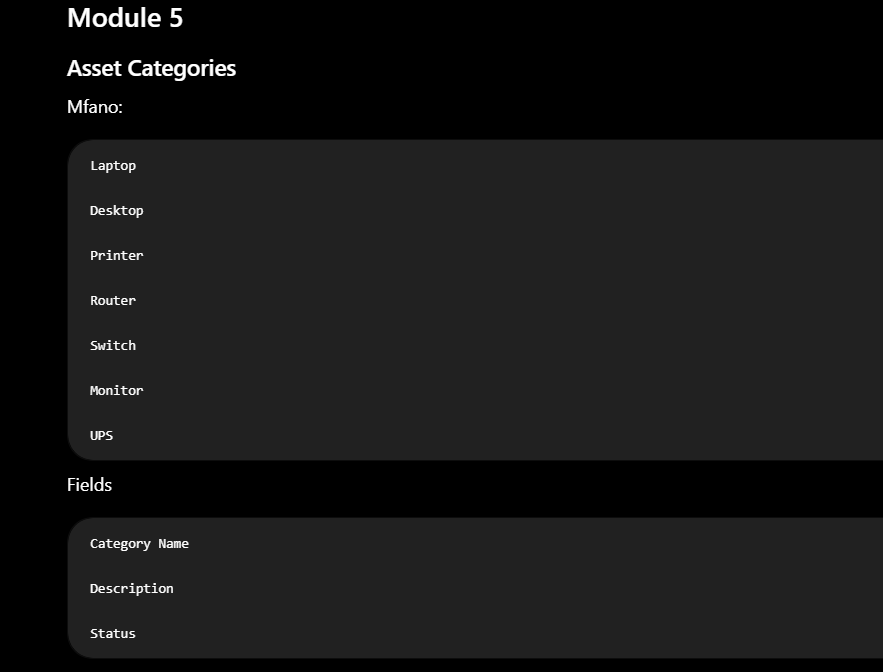 Module 5
Asset Categories
Mfano:
Laptop
Desktop
Printer
Router
Switch
Monitor
UPS
Fields
Category Name
Description
Status